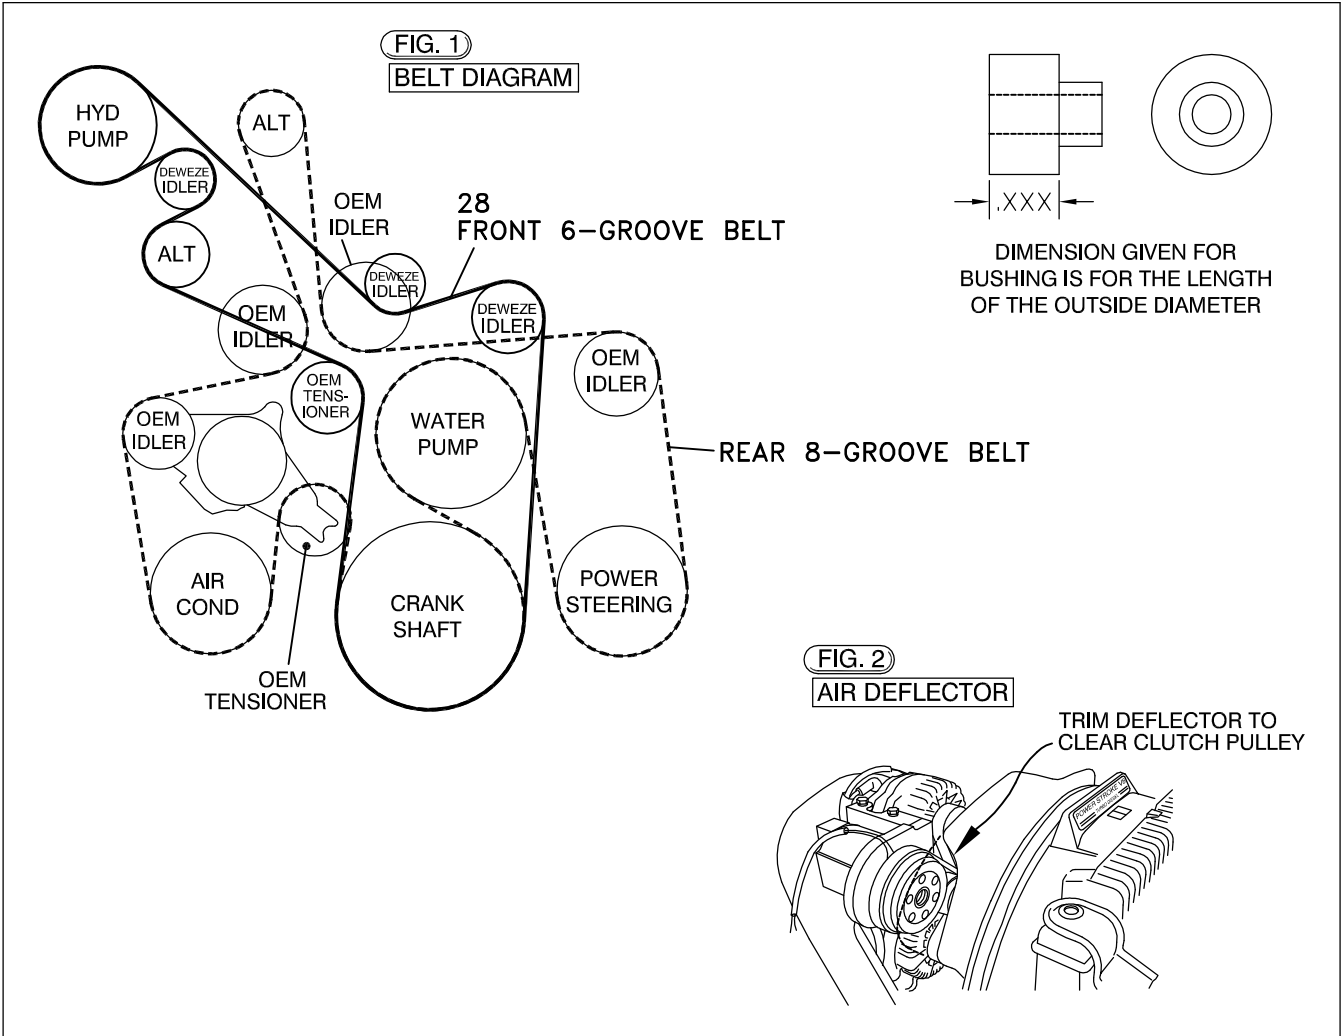 FIG. 1
BELT DIAGRAM
HYD
PUMP
ALT
DEWEZE
IDLER
OEM
IDLER
28
FRONT 6-GROOVE BELT
ALT
DEWEZE
IDLER
OEM
IDLER
DEWEZE
IDLER
OEM
IDLER
OEM
TENS-
IONER
OEM
IDLER
WATER
PUMP
REAR 8-GROOVE BELT
AIR
COND
CRANK
SHAFT
POWER
STEERING
OEM
TENSIONER
.XXX
DIMENSION GIVEN FOR
BUSHING IS FOR THE LENGTH
OF THE OUTSIDE DIAMETER
FIG. 2
AIR DEFLECTOR
TRIM DEFLECTOR TO
CLEAR CLUTCH PULLEY
POWER STROKE V8